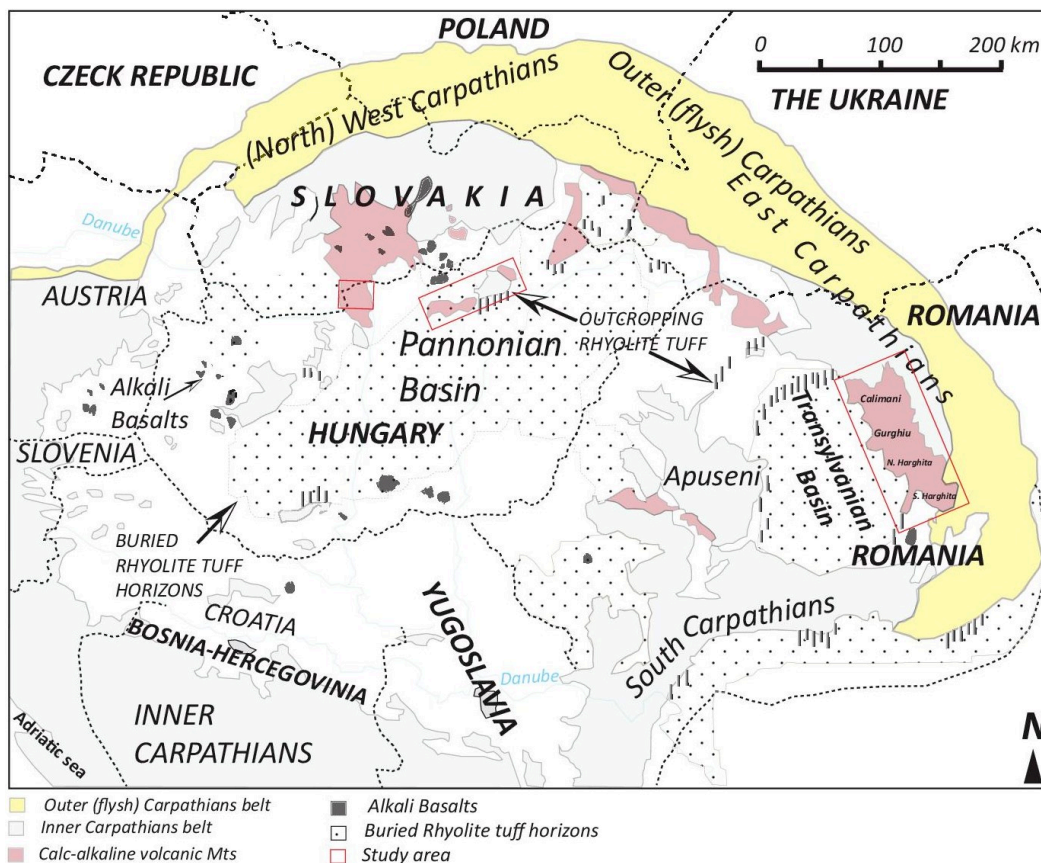 POLAND
CZECK REPUBLIC
0 100 200 km
THE UKRAINE
(North) West Carpathians
Outer (flysh) Carpathians
East Carpathians
SLOVAKIA
Danube
AUSTRIA
ROMANIA
OUTCROPPING
RHYOLITE TUFF
Pannonian
Basin
HUNGARY
Alkali
Basalts
SLOVENIA
Calimani
Gurghiu
N. Harghita
S. Harghita
Transylvanian
Basin
Apuseni
ROMANIA
BURIED
RHYOLITE TUFF
HORIZONS
CROATIA
BOSNIA-HERCEGOVINIA
YUGOSLAVIA
South Carpathians
Danube
INNER
CARPATHIANS
Adriatic sea
N
Outer (flysh) Carpathians belt
Inner Carpathians belt
Calc-alkaline volcanic Mts
Alkali Basalts
Buried Rhyolite tuff horizons
Study area